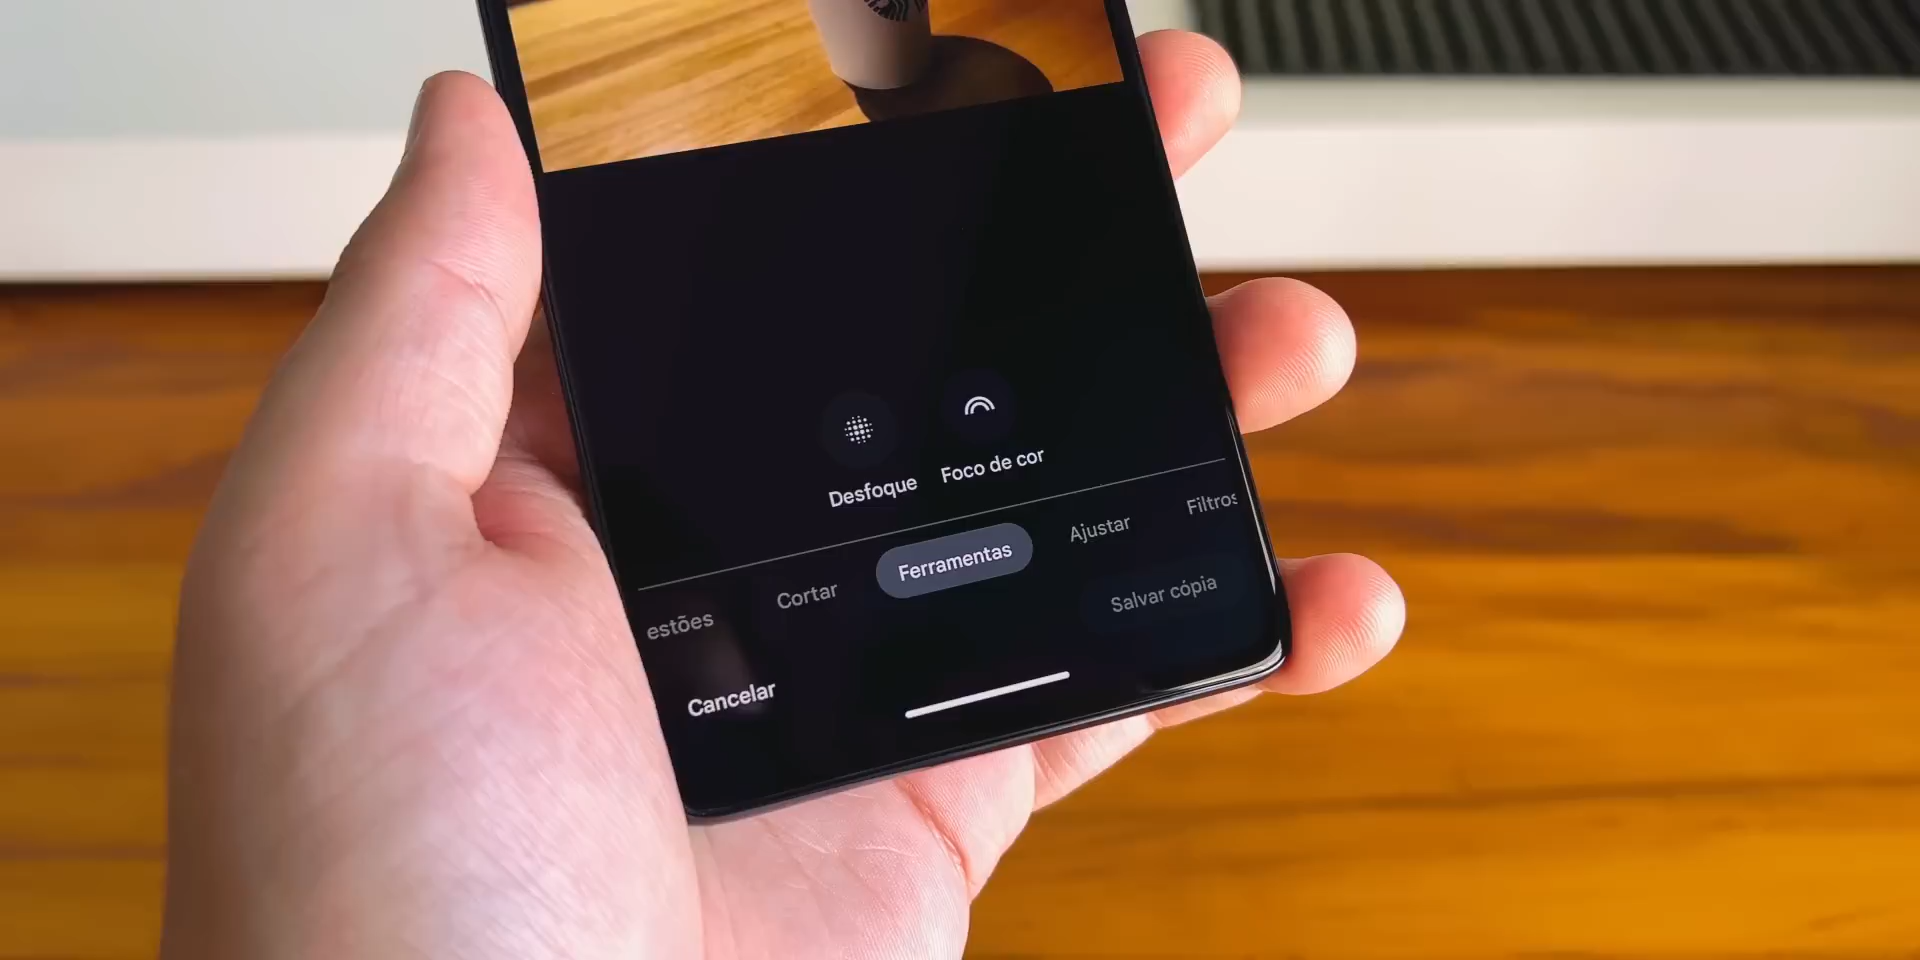 Desfoque Foco de cor
estões Cortar Ferramentas Ajustar Filtros
Cancelar Salvar cópia